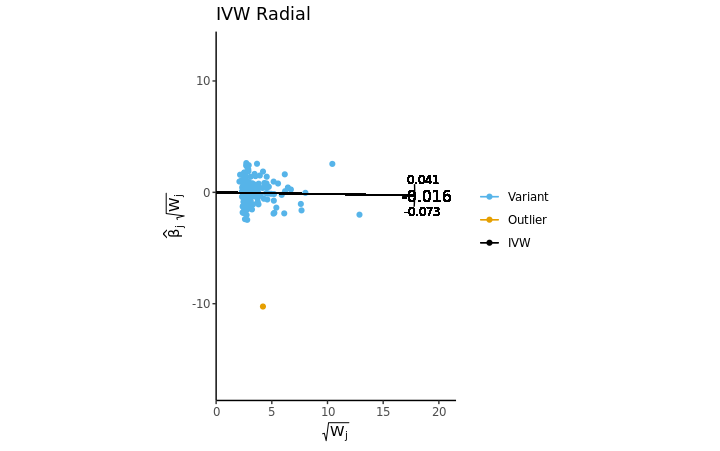 IVW Radial
10
0
-10
β̂j √Wj
0.041
-0.016
-0.073
Variant
Outlier
IVW
0 5 10 15 20
√Wj